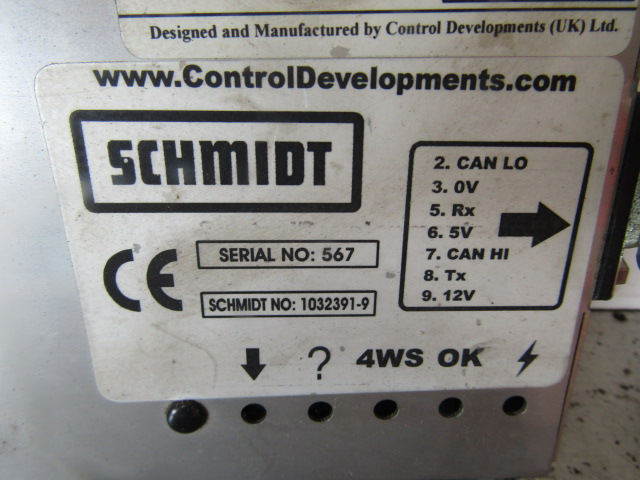 Designed and Manufactured by Control Developments (UK) Ltd.
www.ControlDevelopments.com
SCHMIDT
2. CAN LO
3. 0V
5. Rx
6. 5V
7. CAN HI
8. Tx
9. 12V
CE
SERIAL NO: 567
SCHMIDT NO: 1032391-9
? 4WS OK